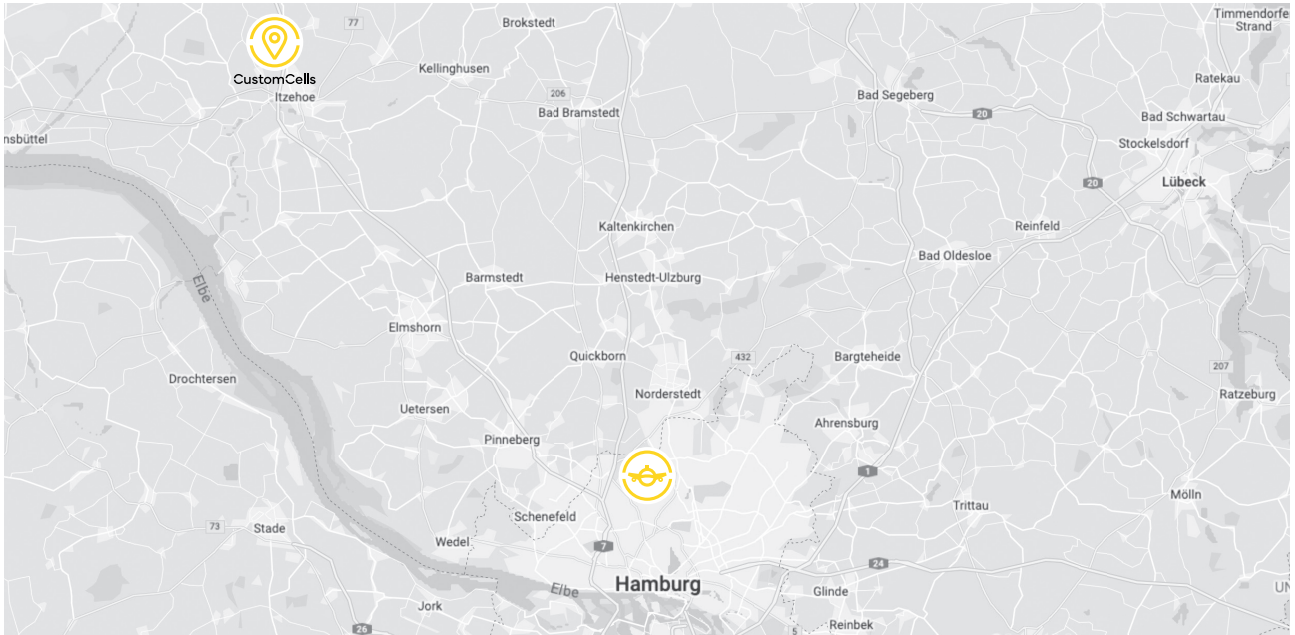 Timmendorfer
Strand
77
Brokstedt
Kellinghusen
CustomCells
Itzehoe
206
Bad Bramstedt
Bad Segeberg
20
Ratekau
Bad Schwartau
nsbüttel
Stockelsdorf
20
Lübeck
Kaltenkirchen
Reinfeld
Bad Oldesloe
Barmstedt
Henstedt-Ulzburg
Elbe
Elmshorn
Quickborn
432
Bargteheide
207
Drochtersen
Norderstedt
Ratzeburg
Uetersen
Ahrensburg
Pinneberg
1
Mölln
Trittau
Schenefeld
73
Stade
Wedel
7
24
Hamburg
Elbe
Glinde
UN
Jork
26
5
Reinbek